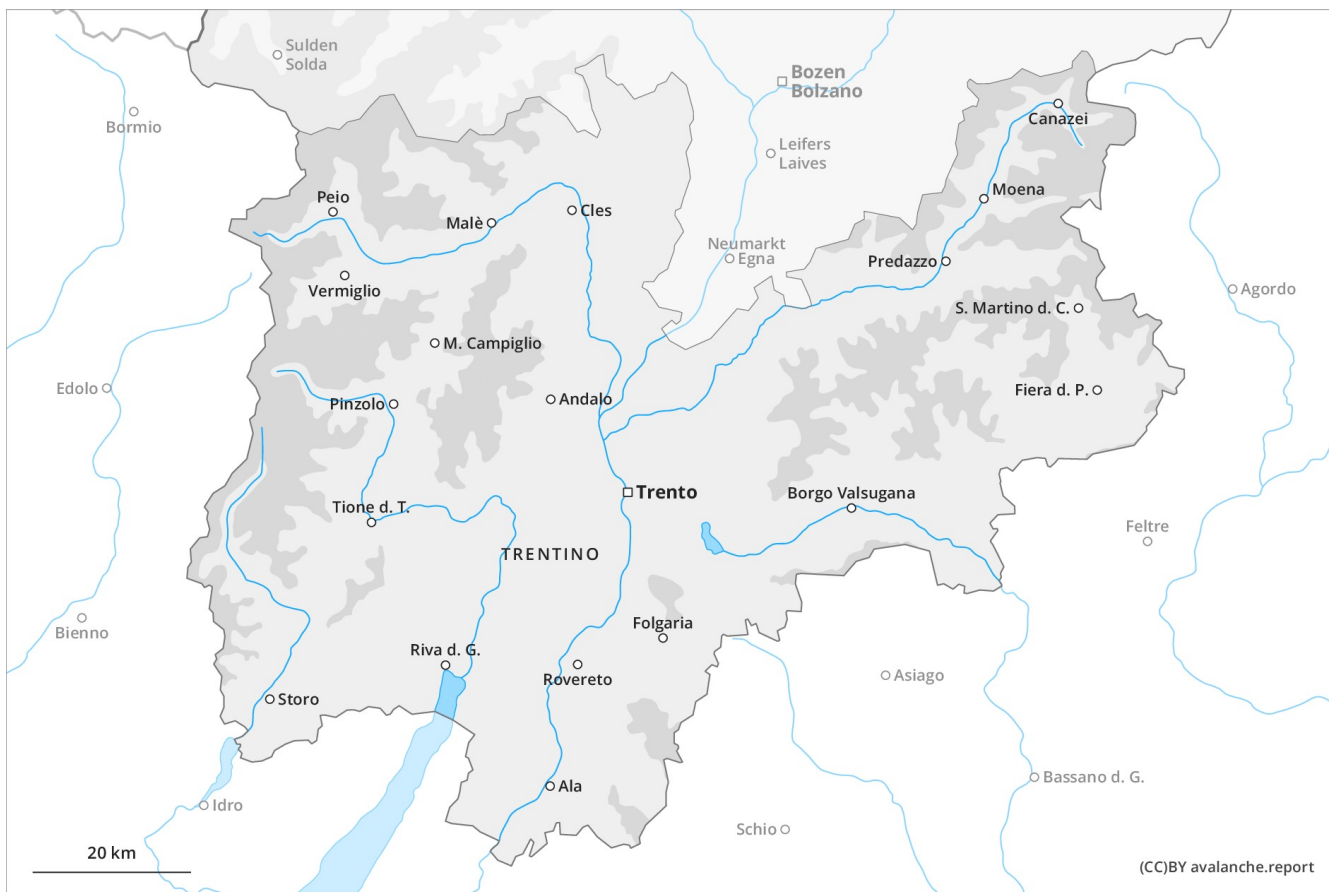 Sulden
Solda
Bozen
Bolzano
Bormio
Canazei
Leifers
Laives
Peio
Moena
Malè
Cles
Neumarkt
Egna
Predazzo
Vermiglio
Agordo
S. Martino d. C.
M. Campiglio
Edolo
Fiera d. P.
Pinzolo
Andalo
Trento
Borgo Valsugana
Tione d. T.
Feltre
TRENTINO
Folgaria
Bienno
Riva d. G.
Asiago
Rovereto
Storo
Bassano d. G.
Ala
Idro
Schio
20 km
(CC)BY avalanche.report